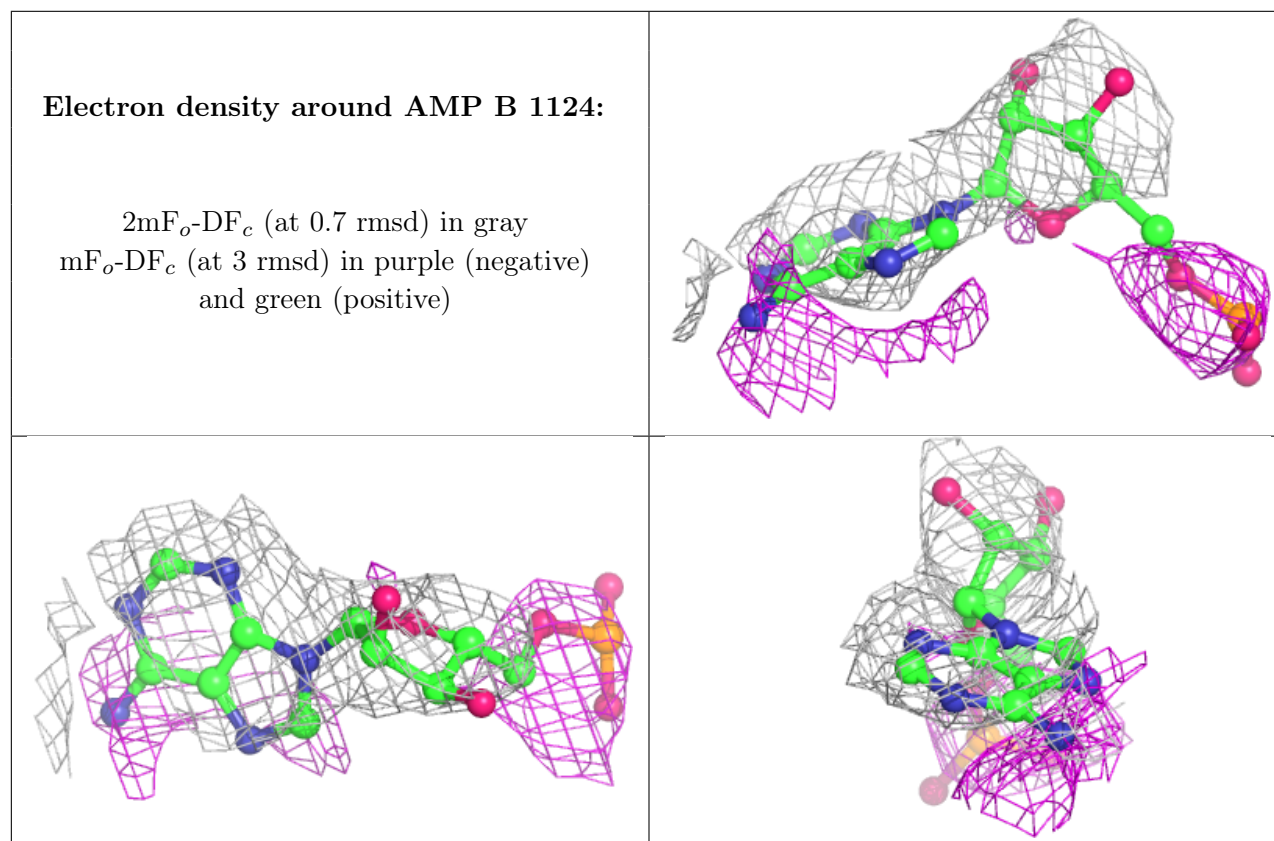 Electron density around AMP B 1124:
2mFo-DFc (at 0.7 rmsd) in gray
mFo-DFc (at 3 rmsd) in purple (negative)
and green (positive)